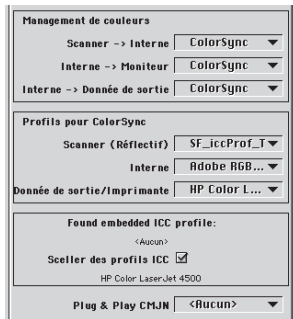 Management de couleurs
Scanner -> Interne ColorSync
Interne -> Moniteur ColorSync
Interne -> Donnée de sortie ColorSync
Profils pour ColorSync
Scanner (Réflectif) SF_iccProf_T
Interne Adobe RGB...
Donnée de sortie/Imprimante HP Color L...
Found embedded ICC profile:
<Aucun>
Sceller des profils ICC
HP Color LaserJet 4500
Plug & Play CMJN <Aucun>